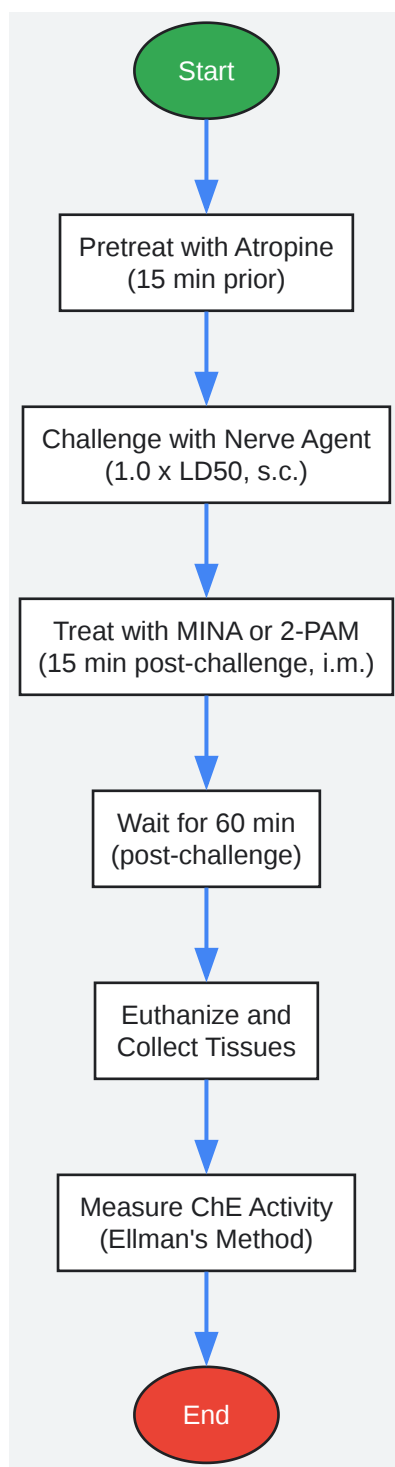 Start
Pretreat with Atropine
(15 min prior)
Challenge with Nerve Agent
(1.0 x LD50, s.c.)
Treat with MINA or 2-PAM
(15 min post-challenge, i.m.)
Wait for 60 min
(post-challenge)
Euthanize and
Collect Tissues
Measure ChE Activity
(Ellman's Method)
End